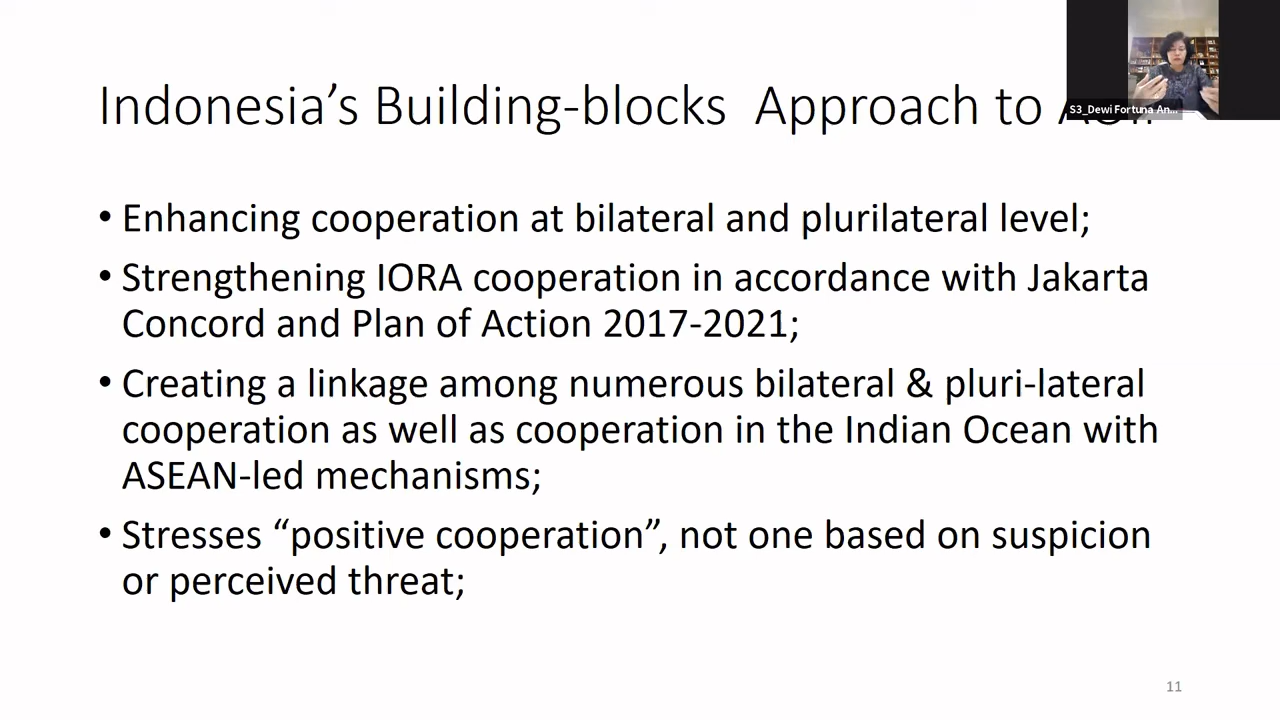 Indonesia’s Building-blocks Approach to
S3_Dewi Fortuna An...
• Enhancing cooperation at bilateral and plurilateral level;
• Strengthening IORA cooperation in accordance with Jakarta
Concord and Plan of Action 2017-2021;
• Creating a linkage among numerous bilateral & pluri-lateral
cooperation as well as cooperation in the Indian Ocean with
ASEAN-led mechanisms;
• Stresses “positive cooperation”, not one based on suspicion
or perceived threat;
11